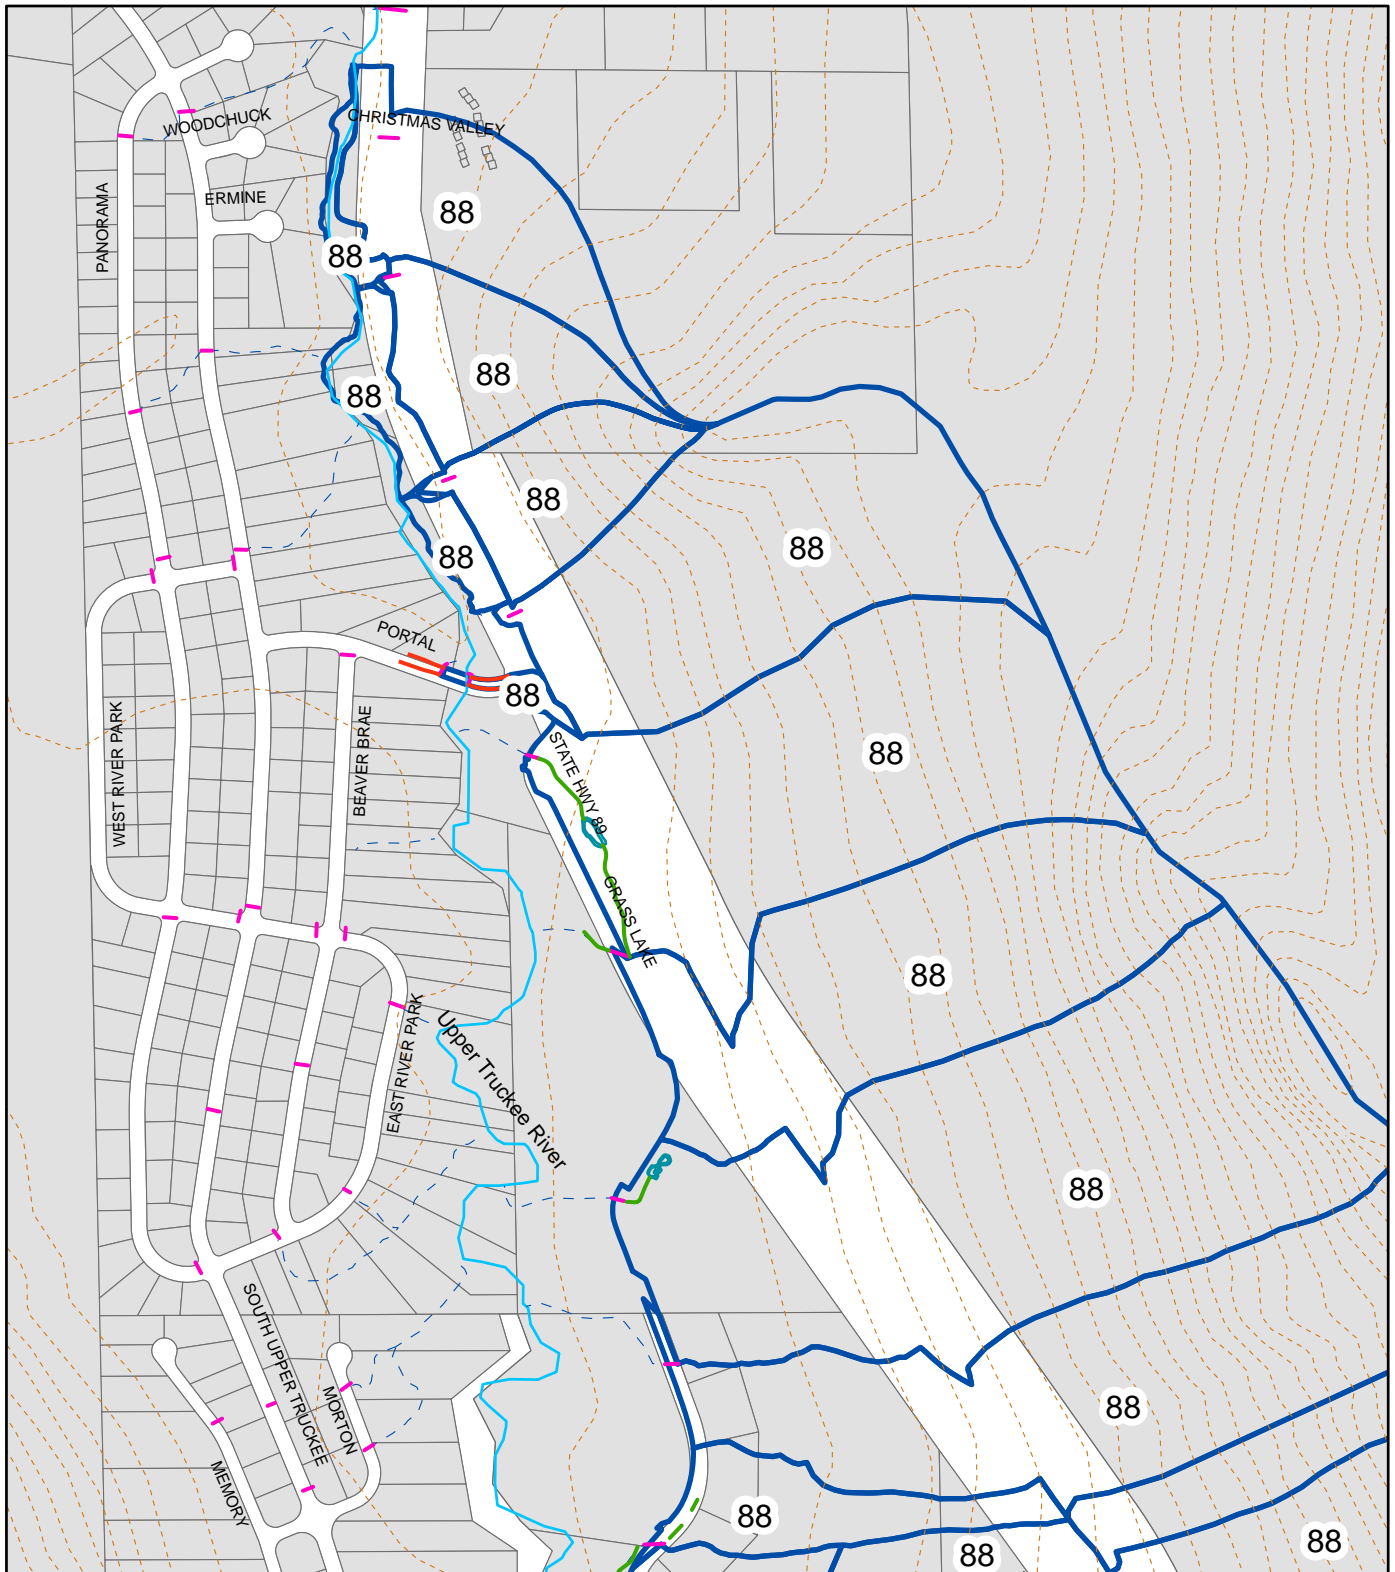 CHRISTMAS VALLEY
WOODCHUCK
PANORAMA
ERMINE
88
88
88
88
88
88
88
PORTAL
88
WEST RIVER PARK
BEAVER BRAE
STATE HWY 89
88
GRASS LAKE
88
EAST RIVER PARK
Upper Truckee River
88
SOUTH UPPER TRUCKEE
MORTON
88
MEMORY
88
88
88